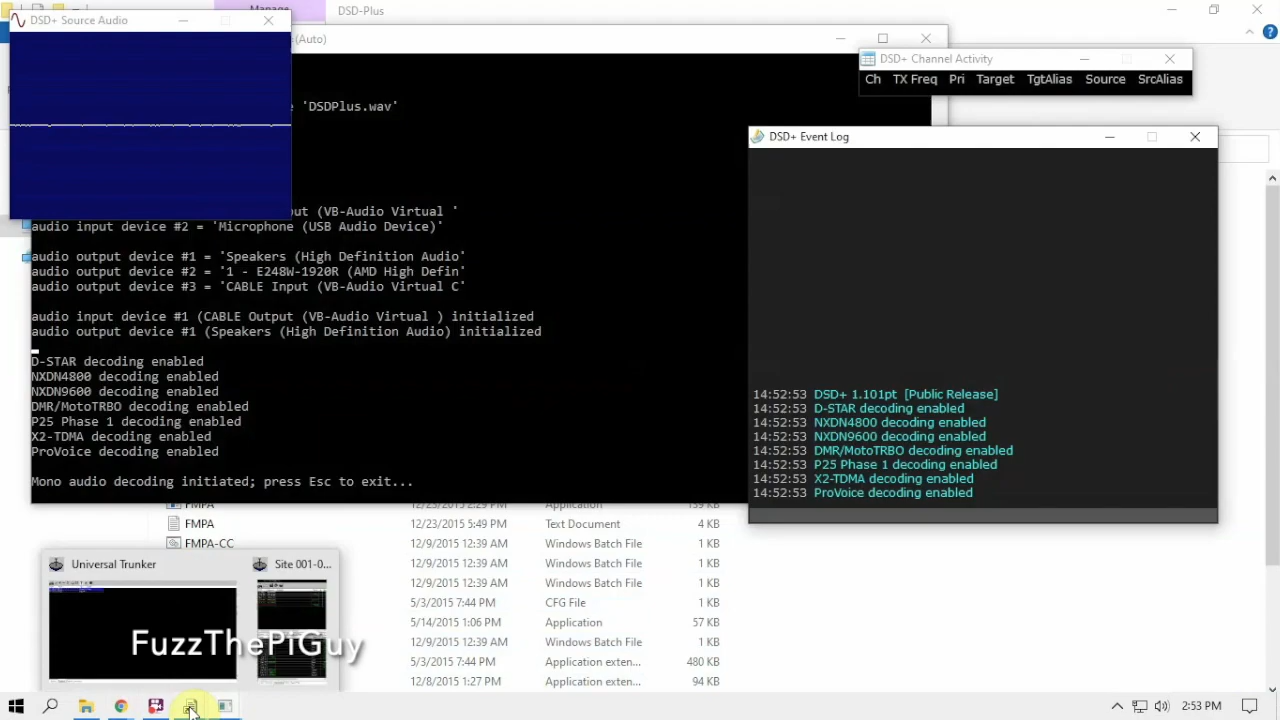 DSD+ Source Audio
Manage
DSD-Plus
(Auto)
DSD+ Channel Activity
Ch TX Freq Pri Target TgtAlias Source SrcAlias
'DSDPlus.wav'
DSD+ Event Log
(VB-Audio Virtual '
audio input device #2 = 'Microphone (USB Audio Device)'
audio output device #1 = 'Speakers (High Definition Audio'
audio output device #2 = '1 - E248W-1920R (AMD High Defin'
audio output device #3 = 'CABLE Input (VB-Audio Virtual C'
audio input device #1 (CABLE Output (VB-Audio Virtual ) initialized
audio output device #1 (Speakers (High Definition Audio) initialized
D-STAR decoding enabled
NXDN4800 decoding enabled
NXDN9600 decoding enabled
DMR/MotoTRBO decoding enabled
P25 Phase 1 decoding enabled
X2-TDMA decoding enabled
ProVoice decoding enabled
Mono audio decoding initiated; press Esc to exit...
14:52:53 DSD+ 1.101pt [Public Release]
14:52:53 D-STAR decoding enabled
14:52:53 NXDN4800 decoding enabled
14:52:53 NXDN9600 decoding enabled
14:52:53 DMR/MotoTRBO decoding enabled
14:52:53 P25 Phase 1 decoding enabled
14:52:53 X2-TDMA decoding enabled
14:52:53 ProVoice decoding enabled
FMPA 12/23/2015 2:29 PM Application 139 KB
FMPA 12/23/2015 5:49 PM Text Document 4 KB
FMPA-CC 12/9/2015 12:39 AM Windows Batch File 1 KB
12/9/2015 12:39 AM Windows Batch File 1 KB
12/9/2015 12:39 AM Windows Batch File 1 KB
7:44 PM CFG File 1 KB
5/14/2015 1:06 PM Application 57 KB
12/9/2015 12:39 AM Windows Batch File 1 KB
7:44 PM Application exten... 480
12/8/2015 1:27 PM Application exten... 94 KB
Universal Trunker
Site 001-0...
FuzzThePiGuy
2:53 PM